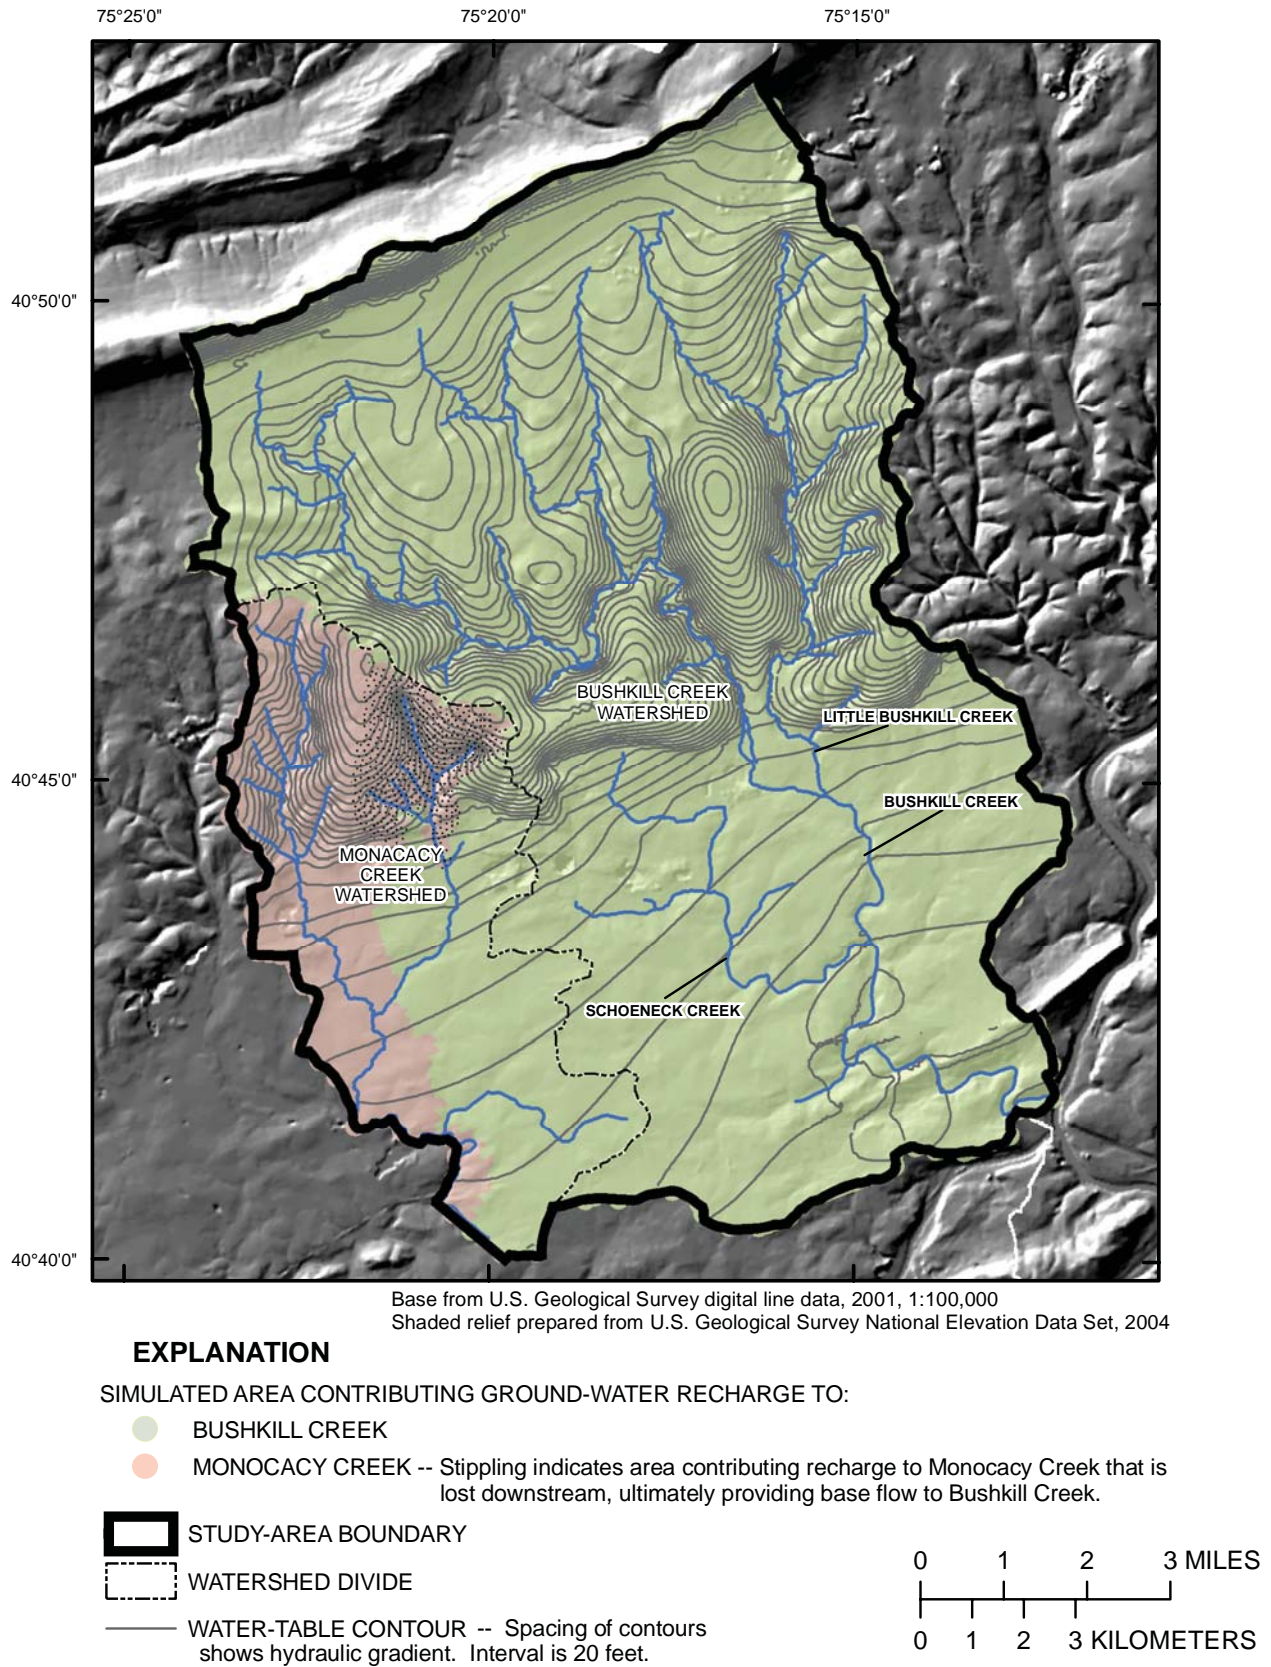 75°25'0" 75°20'0" 75°15'0"
40°50'0"
BUSHKILL CREEK
WATERSHED
LITTLE BUSHKILL CREEK
40°45'0"
BUSHKILL CREEK
MONACACY
CREEK
WATERSHED
SCHOENECK CREEK
40°40'0"
Base from U.S. Geological Survey digital line data, 2001, 1:100,000
Shaded relief prepared from U.S. Geological Survey National Elevation Data Set, 2004
EXPLANATION
SIMULATED AREA CONTRIBUTING GROUND-WATER RECHARGE TO:
BUSHKILL CREEK
MONOCACY CREEK -- Stippling indicates area contributing recharge to Monocacy Creek that is
lost downstream, ultimately providing base flow to Bushkill Creek.
STUDY-AREA BOUNDARY
WATERSHED DIVIDE
WATER-TABLE CONTOUR -- Spacing of contours
shows hydraulic gradient. Interval is 20 feet.
0 1 2 3 MILES
0 1 2 3 KILOMETERS